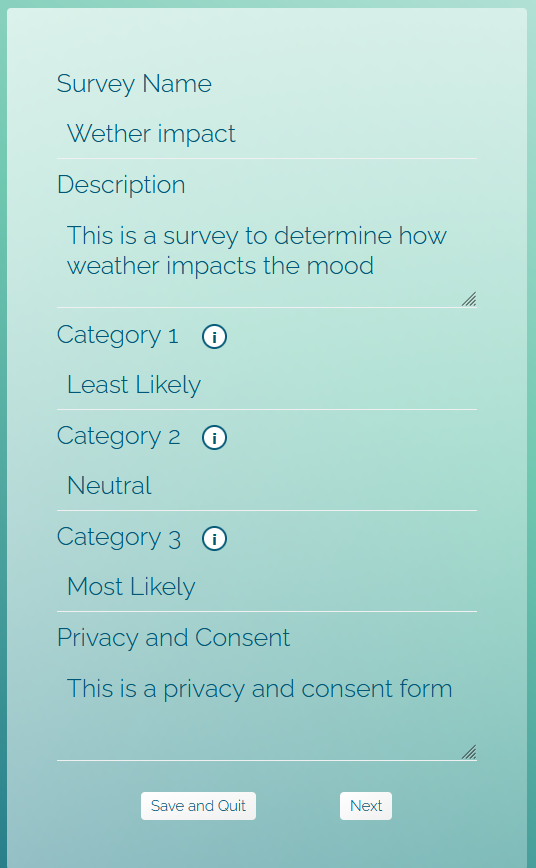 Survey Name
Wether impact
Description
This is a survey to determine how
weather impacts the mood
Category 1 i
Least Likely
Category 2 i
Neutral
Category 3 i
Most Likely
Privacy and Consent
This is a privacy and consent form
Save and Quit Next